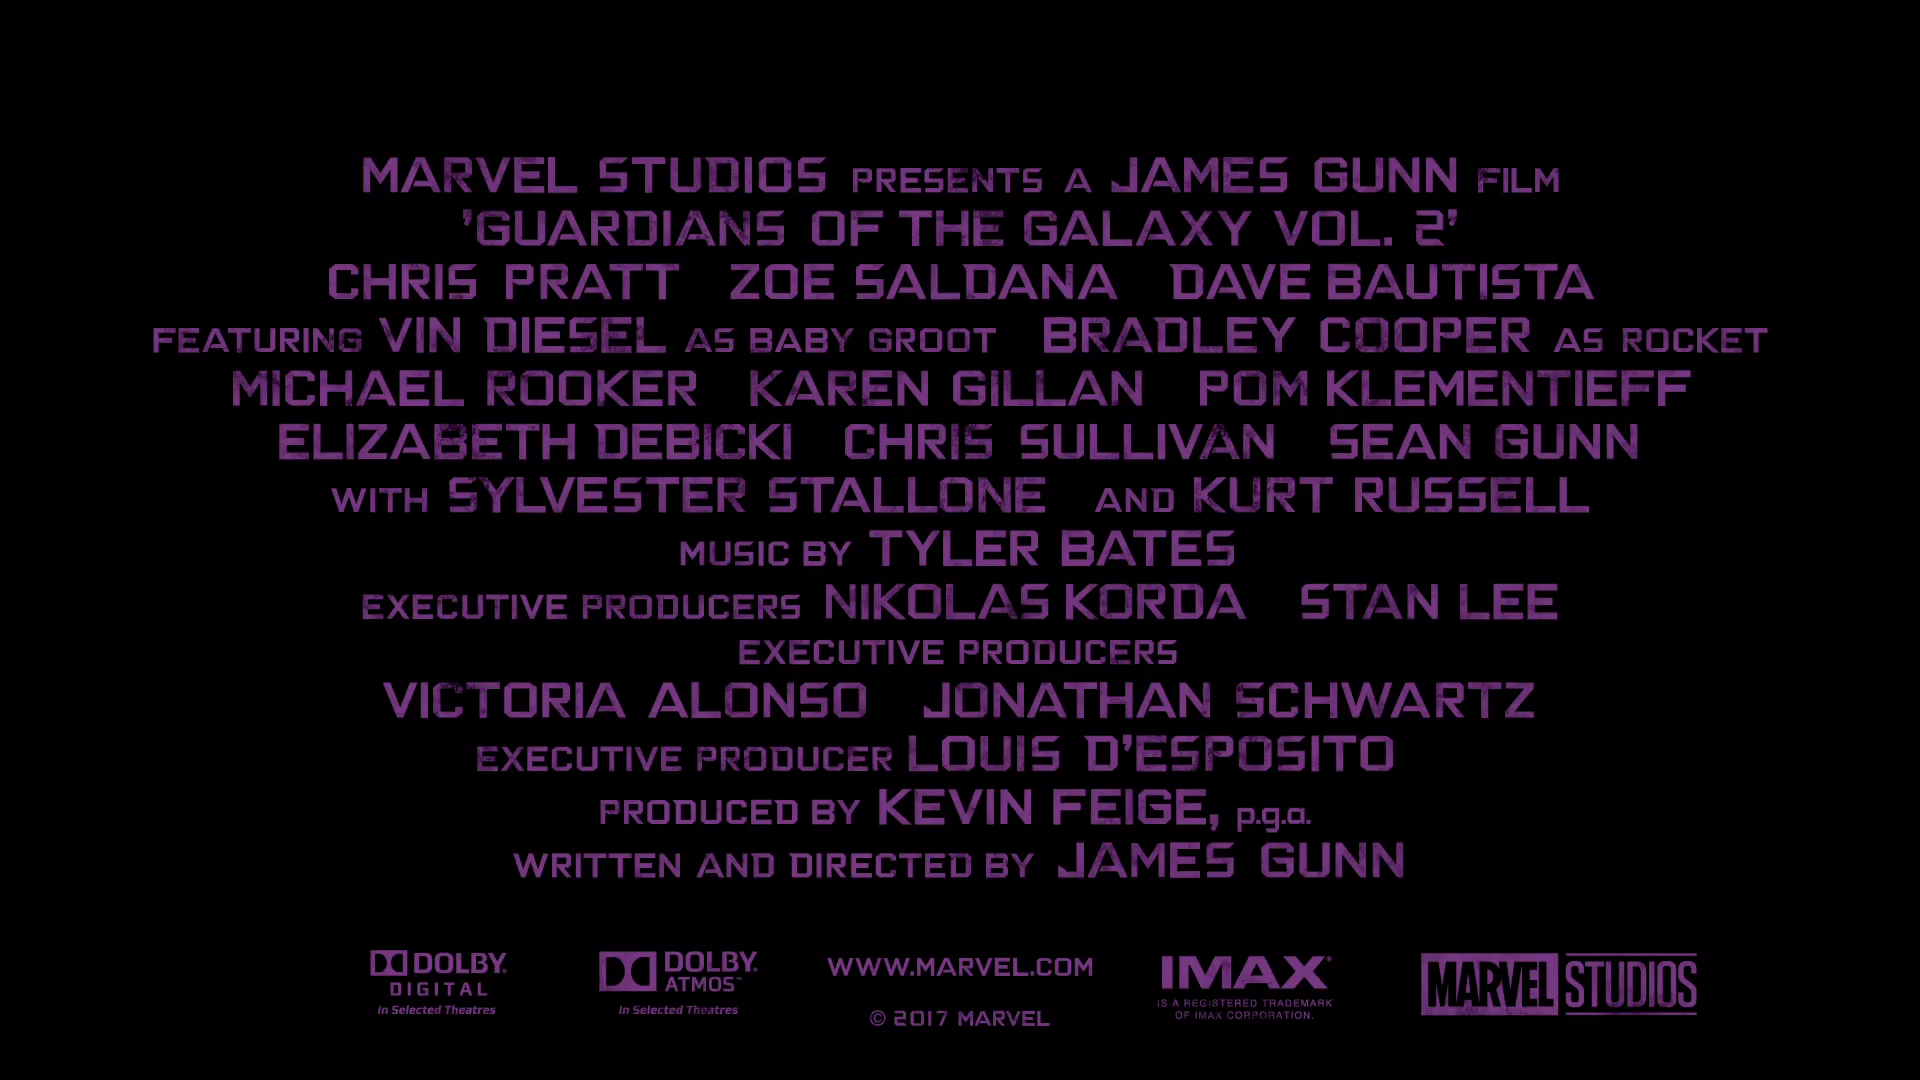 MARVEL STUDIOS PRESENTS A JAMES GUNN FILM
'GUARDIANS OF THE GALAXY VOL. 2'
CHRIS PRATT ZOE SALDANA DAVE BAUTISTA
FEATURING VIN DIESEL AS BABY GROOT BRADLEY COOPER AS ROCKET
MICHAEL ROOKER KAREN GILLAN POM KLEMENTIEFF
ELIZABETH DEBICKI CHRIS SULLIVAN SEAN GUNN
WITH SYLVESTER STALLONE AND KURT RUSSELL
MUSIC BY TYLER BATES
EXECUTIVE PRODUCERS NIKOLAS KORDA STAN LEE
EXECUTIVE PRODUCERS
VICTORIA ALONSO JONATHAN SCHWARTZ
EXECUTIVE PRODUCER LOUIS D'ESPOSITO
PRODUCED BY KEVIN FEIGE, p.g.a.
WRITTEN AND DIRECTED BY JAMES GUNN
DOLBY®
DIGITAL
In Selected Theatres
DOLBY®
ATMOS™
In Selected Theatres
WWW.MARVEL.COM
© 2017 MARVEL
IMAX®
IS A REGISTERED TRADEMARK
OF IMAX CORPORATION.
MARVEL STUDIOS